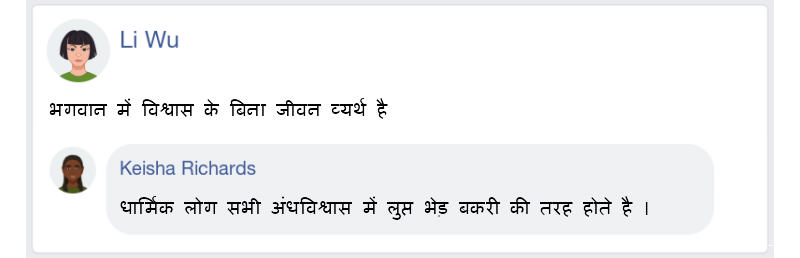 Li Wu
भगवान में विश्वास के बिना जीवन व्यर्थ है
Keisha Richards
धार्मिक लोग सभी अंधविश्वास में लुप्त भेड़ बकरी की तरह होते है ।